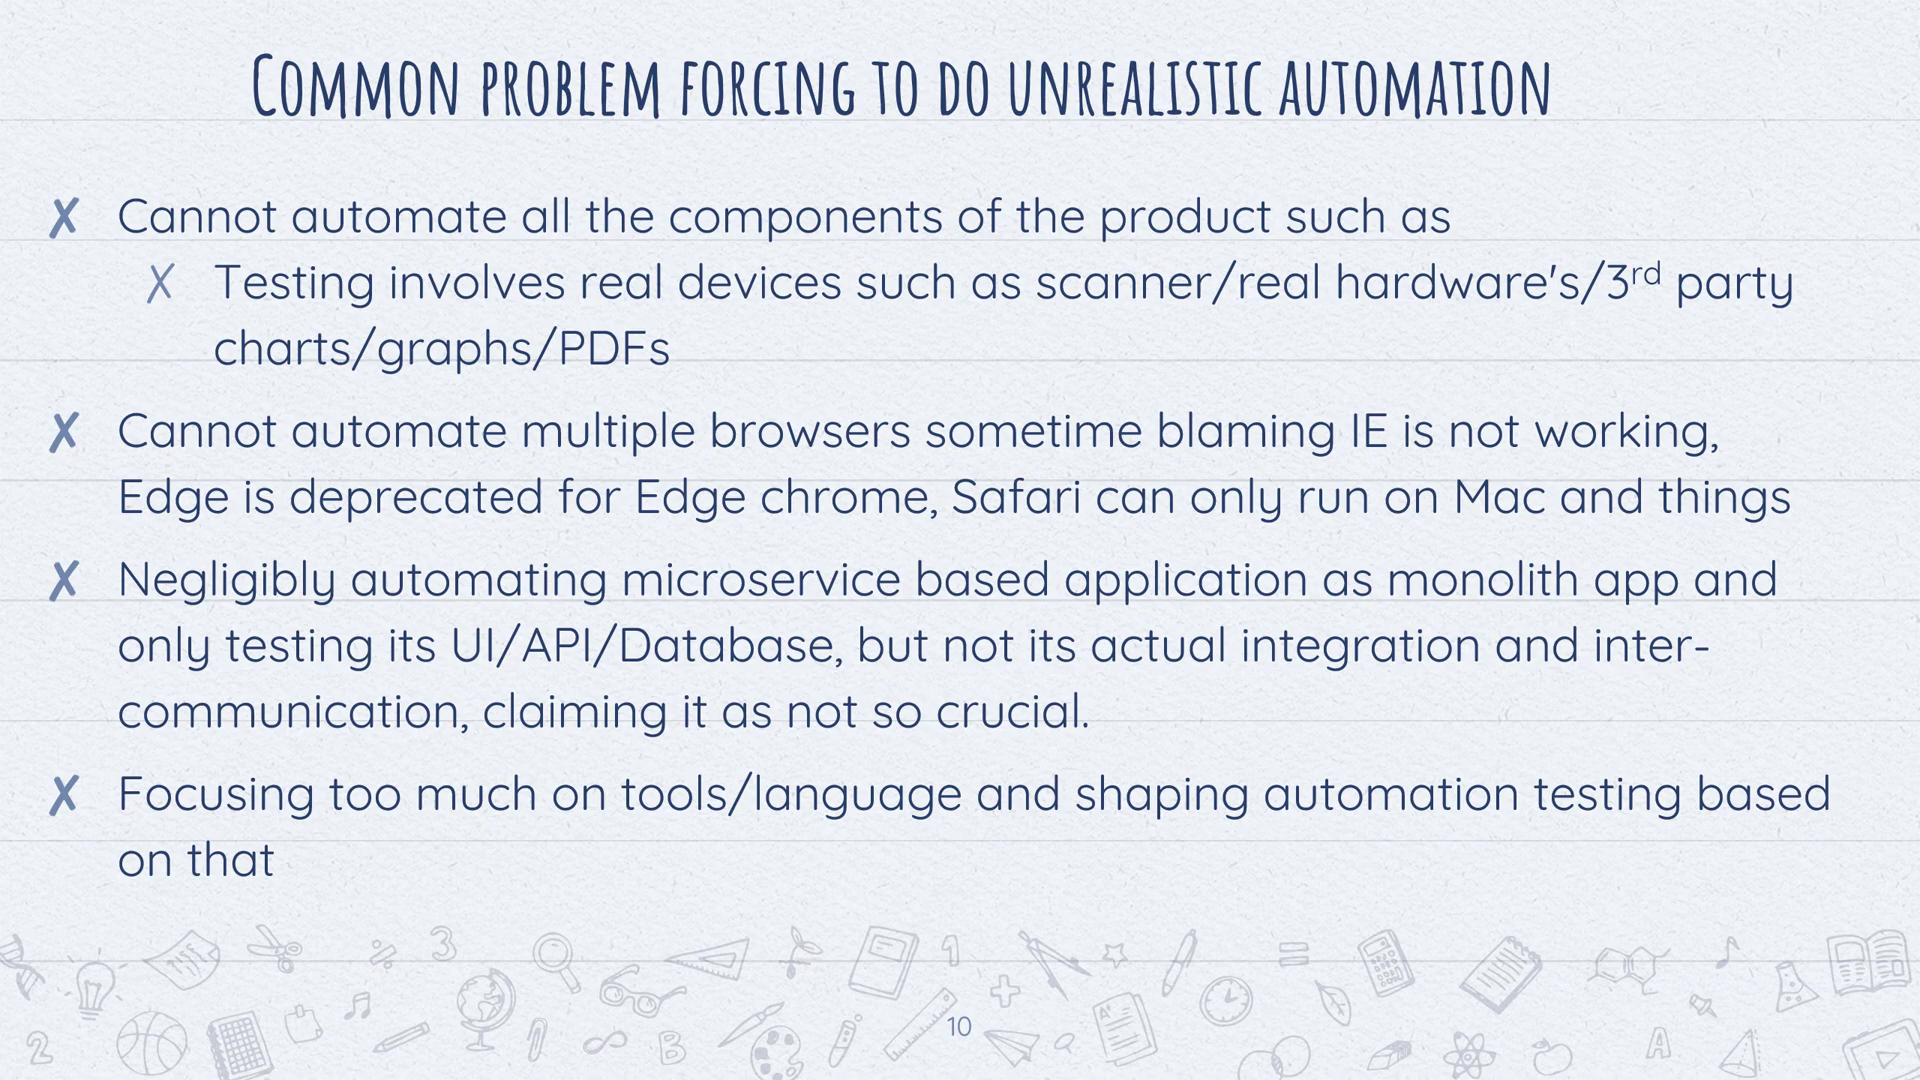 Common problem forcing to do unrealistic automation
✗ Cannot automate all the components of the product such as
✗ Testing involves real devices such as scanner/real hardware's/3rd party
charts/graphs/PDFs
✗ Cannot automate multiple browsers sometime blaming IE is not working,
Edge is deprecated for Edge chrome, Safari can only run on Mac and things
✗ Negligibly automating microservice based application as monolith app and
only testing its UI/API/Database, but not its actual integration and inter-
communication, claiming it as not so crucial.
✗ Focusing too much on tools/language and shaping automation testing based
on that
3
1
2
B
10
A
A